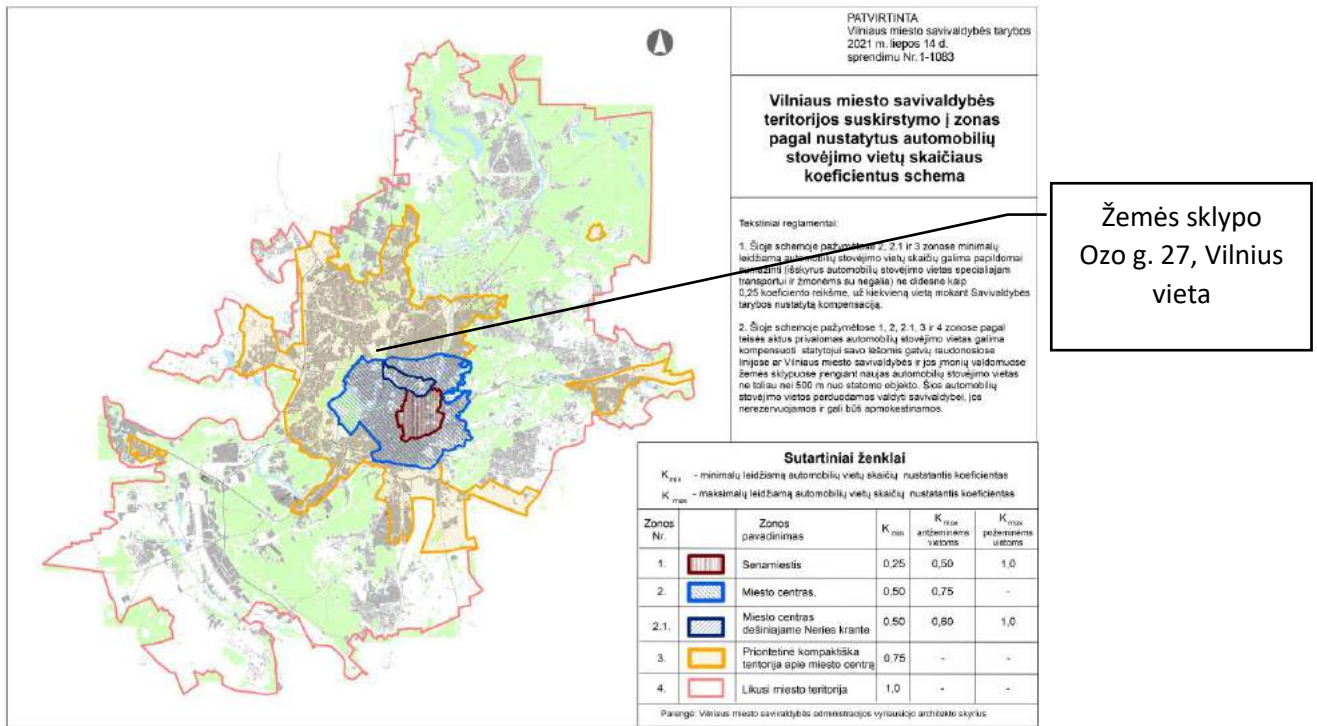 PATVIRTINTA
Vilniaus miesto savivaldybės tarybos
2021 m. liepos 14 d.
sprendimu Nr.1-1083
Vilniaus miesto savivaldybės
teritorijos suskirstymo į zonas
pagal nustatytus automobilių
stovėjimo vietų skaičiaus
koeficientus schema
Tekstiniai reglamentai:
1. Šioje schemoje pažymėtose 2, 2.1 ir 3 zonose minimalų
leidžiamą automobilių stovėjimo vietų skaičių galima papildomai
sumažinti (išskyrus automobilių stovėjimo vietas specialiajam
transportui ir žmonėms su negalia) ne didesne kaip
0,25 koeficiento reikšme, už kiekvieną vietą mokant Savivaldybės
tarybos nustatytą kompensaciją.
2. Šioje schemoje pažymėtose 1, 2, 2.1, 3 ir 4 zonose pagal
teisės aktus privalomas automobilių stovėjimo vietas galima
kompensuoti statytojui savo lėšomis gatvių raudonosiose
linijose ar Vilniaus miesto savivaldybės ir jos įmonių valdomuose
žemės sklypuose įrengiant naujas automobilių stovėjimo vietas
ne toliau nei 500 m nuo statomo objekto. Šios automobilių
stovėjimo vietos perduodamos valdyti savivaldybei, jos
nerezervuojamos ir gali būti apmokestinamos.
Žemės sklypo
Ozo g. 27, Vilnius
vieta
Sutartiniai ženklai
K min - minimalų leidžiamą automobilių vietų skaičių nustatantis koeficientas
K max - maksimalų leidžiamą automobilių vietų skaičių nustatantis koeficientas
Zonos Nr. Zonos pavadinimas K min K max antžeminėms vietoms K max požeminėms vietoms
1. Senamiestis 0,25 0,50 1,0
2. Miesto centras. 0,50 0,75 -
2.1. Miesto centras dešiniajame Neries krante 0,50 0,60 1,0
3. Prioritetinė kompaktiška teritorija apie miesto centrą 0,75 - -
4. Likusi miesto teritorija 1,0 - -
Parengė: Vilniaus miesto savivaldybės administracijos vyriausiojo architekto skyrius